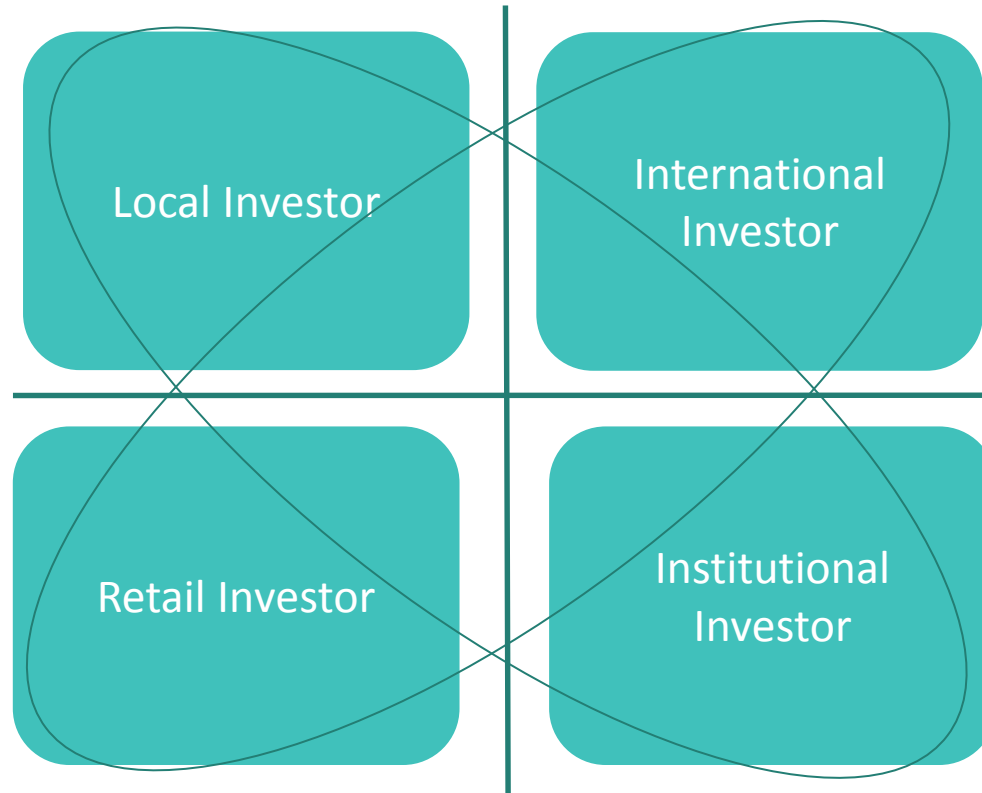 Local Investor
International
Investor
Retail Investor
Institutional
Investor